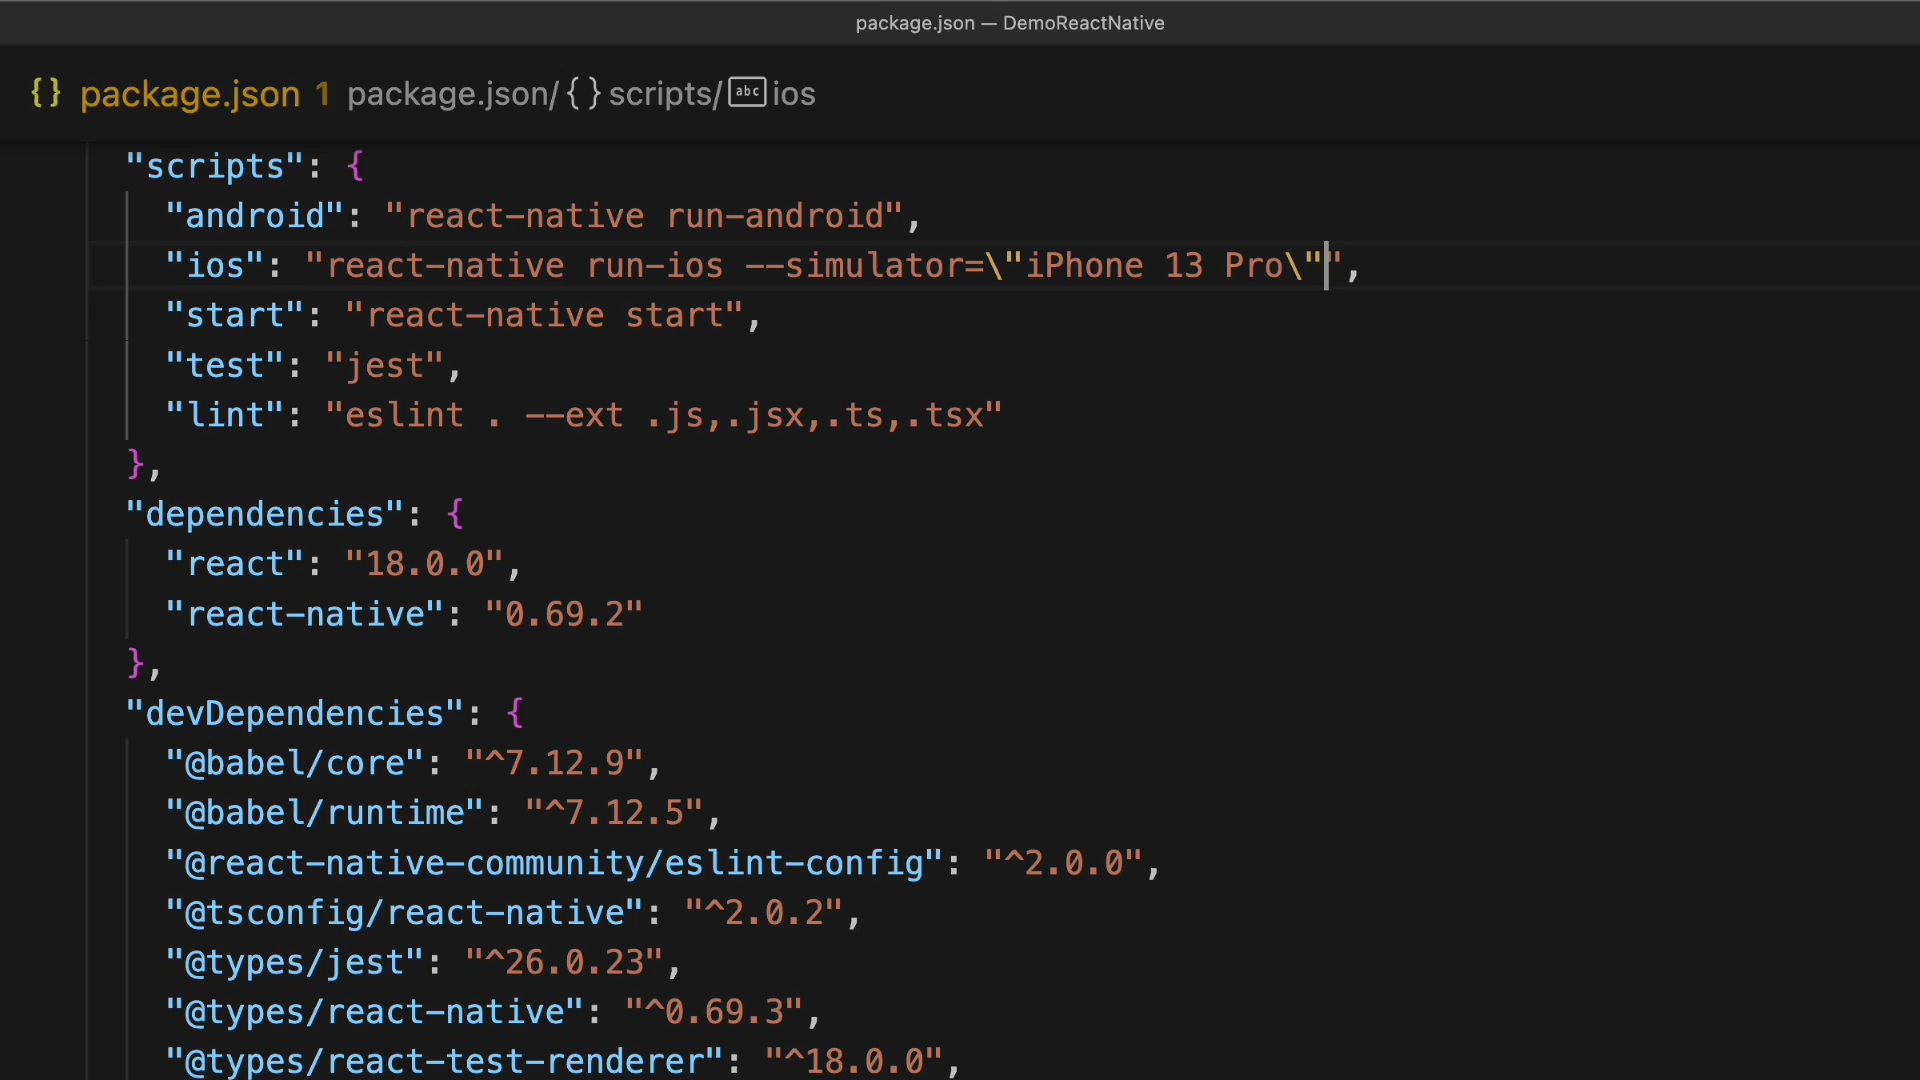 package.json — DemoReactNative
{} package.json 1 package.json/{}scripts/abc ios
"scripts": {
"android": "react-native run-android",
"ios": "react-native run-ios --simulator=\"iPhone 13 Pro\"",
"start": "react-native start",
"test": "jest",
"lint": "eslint . --ext .js,.jsx,.ts,.tsx"
},
"dependencies": {
"react": "18.0.0",
"react-native": "0.69.2"
},
"devDependencies": {
"@babel/core": "^7.12.9",
"@babel/runtime": "^7.12.5",
"@react-native-community/eslint-config": "^2.0.0",
"@tsconfig/react-native": "^2.0.2",
"@types/jest": "^26.0.23",
"@types/react-native": "^0.69.3",
"@types/react-test-renderer": "^18.0.0",